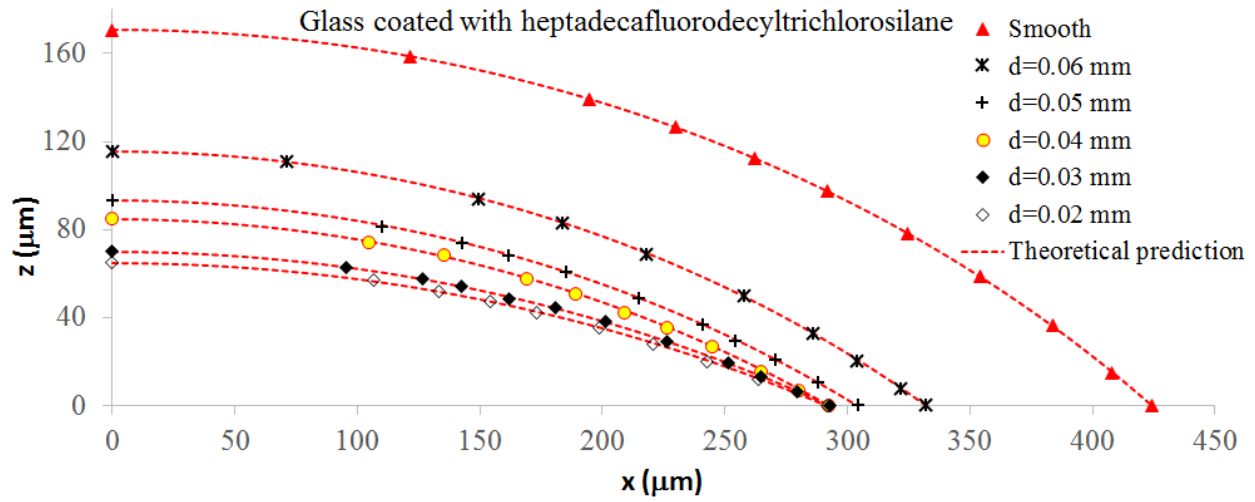 Glass coated with heptadecafluorodecyltrichlorosilane
Smooth
d=0.06 mm
d=0.05 mm
d=0.04 mm
d=0.03 mm
d=0.02 mm
Theoretical prediction
z (μm)
160
120
80
40
0
0 50 100 150 200 250 300 350 400 450
x (μm)